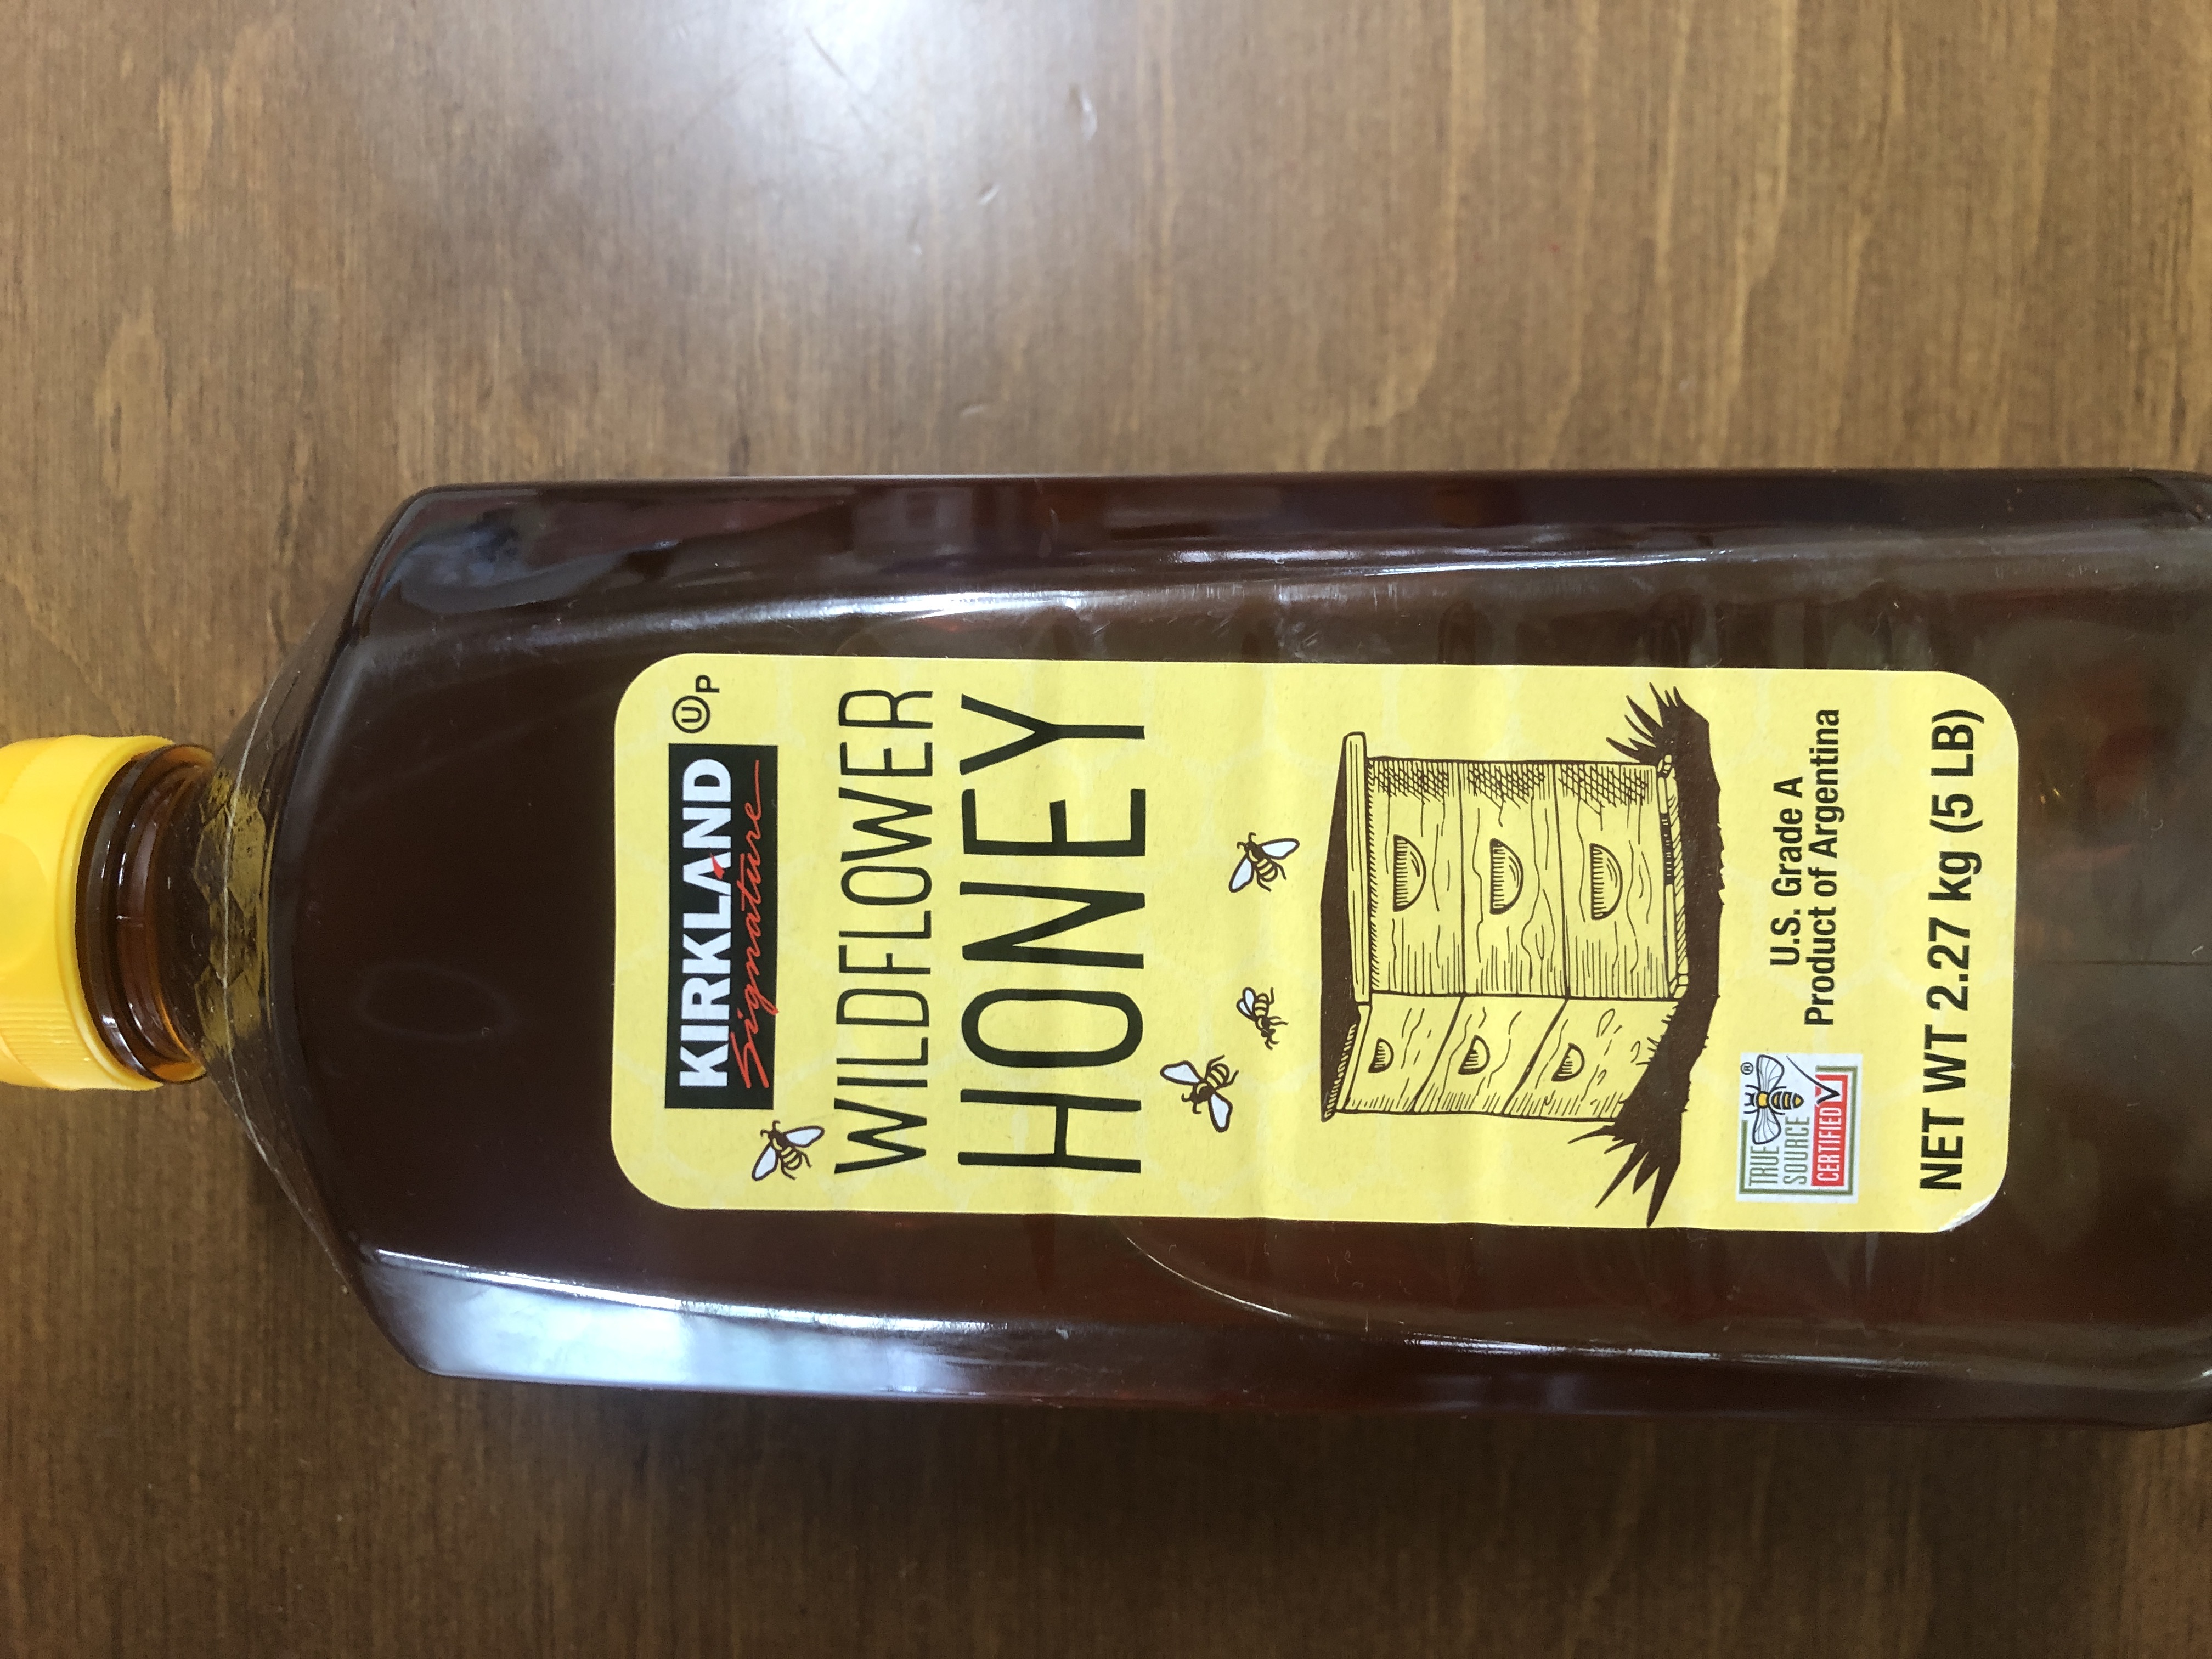 KIRKLAND
Signature
U P
WILDFLOWER
HONEY
TRUE
SOURCE
CERTIFIED
®
U.S. Grade A
Product of Argentina
NET WT 2.27 kg (5 LB)